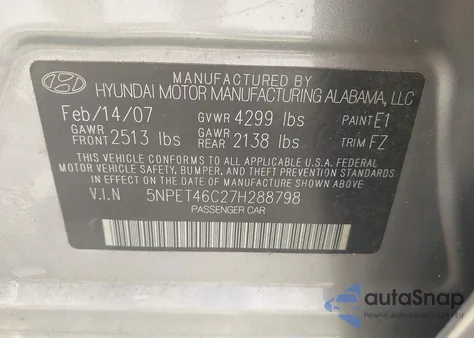 MANUFACTURED BY
HYUNDAI MOTOR MANUFACTURING ALABAMA, LLC
Feb/14/07 GVWR 4299 lbs PAINT E1
GAWR FRONT 2513 lbs GAWR REAR 2138 lbs TRIM FZ
THIS VEHICLE CONFORMS TO ALL APPLICABLE U.S.A FEDERAL
MOTOR VEHICLE SAFETY, BUMPER, AND THEFT PREVENTION
STANDARDS IN EFFECT ON THE DATE OF MANUFACTURE SHOWN ABOVE.
V.I.N 5NPET46C27H288798
PASSENGER CAR
autoSnap